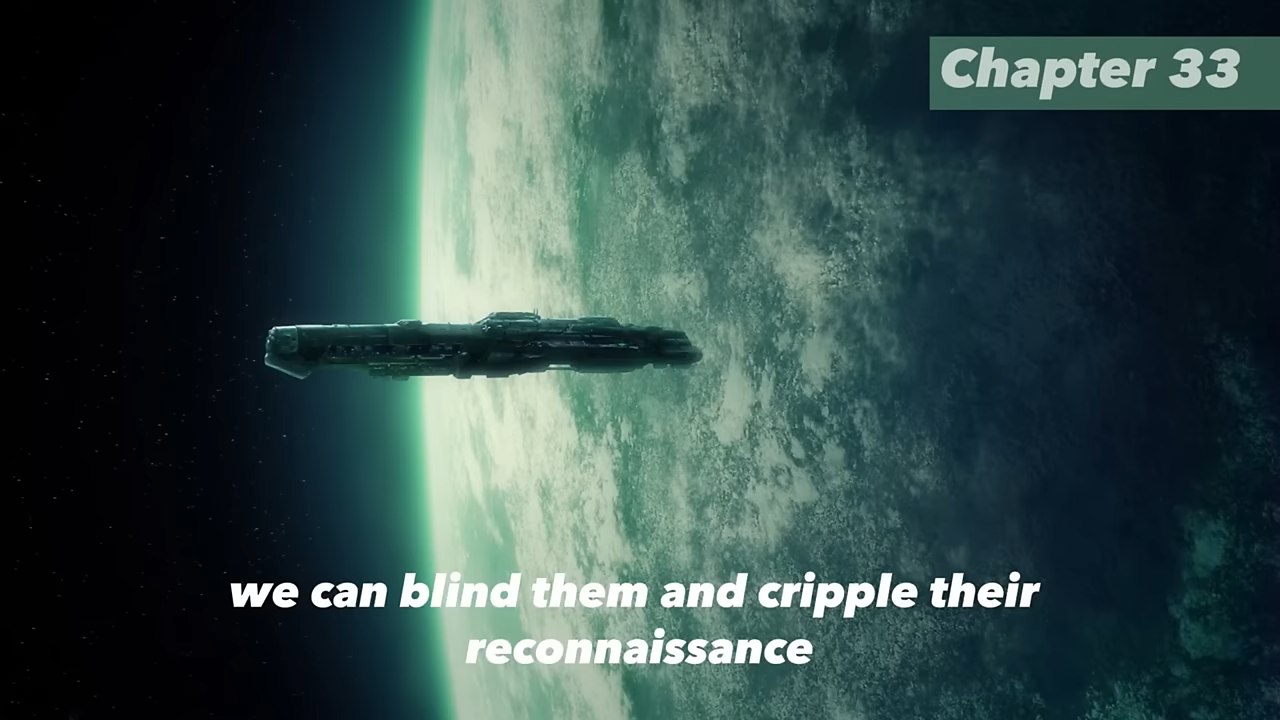 Chapter 33
we can blind them and cripple their
reconnaissance